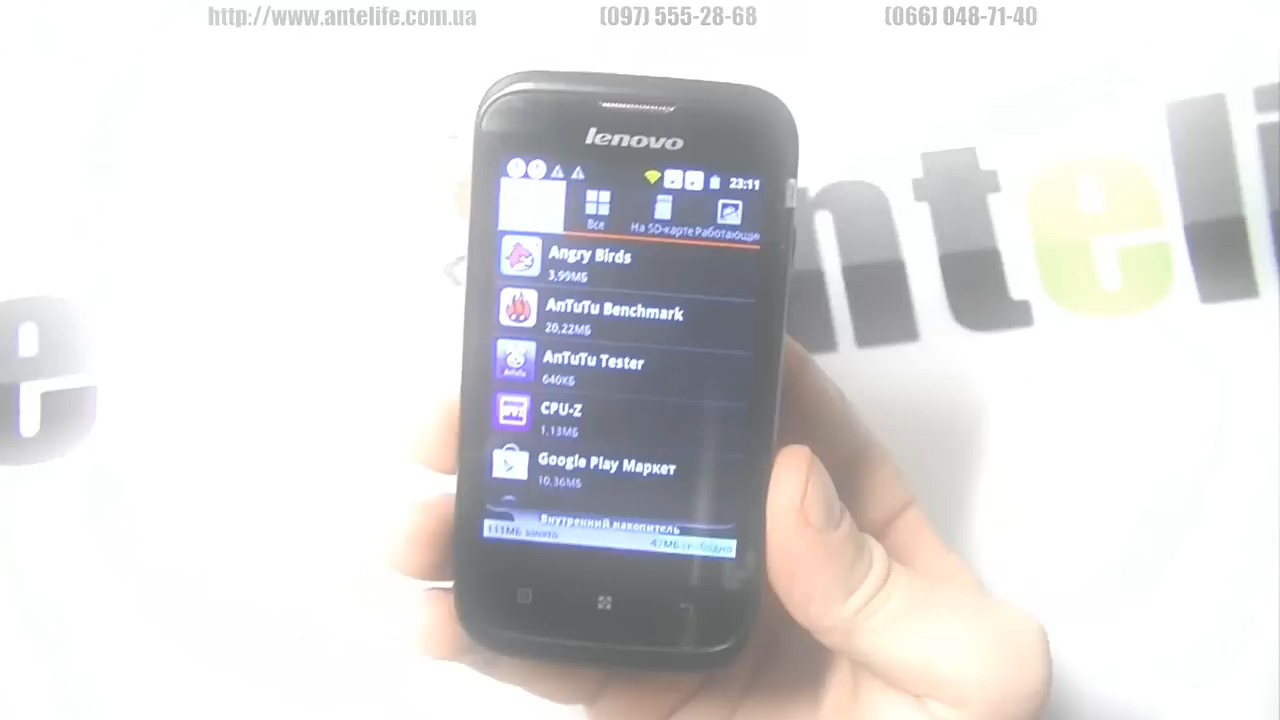 http://www.antelife.com.ua (097) 555-28-68 (066) 048-71-40
lenovo
23:11
Все На SD-карте Работающие
Angry Birds
3,99МБ
AnTuTu Benchmark
20,22МБ
AnTuTu Tester
640КБ
CPU-Z
1,13МБ
Google Play Маркет
10,36МБ
Внутренний накопитель
111МБ занято 47МБ свободно
anteli
e